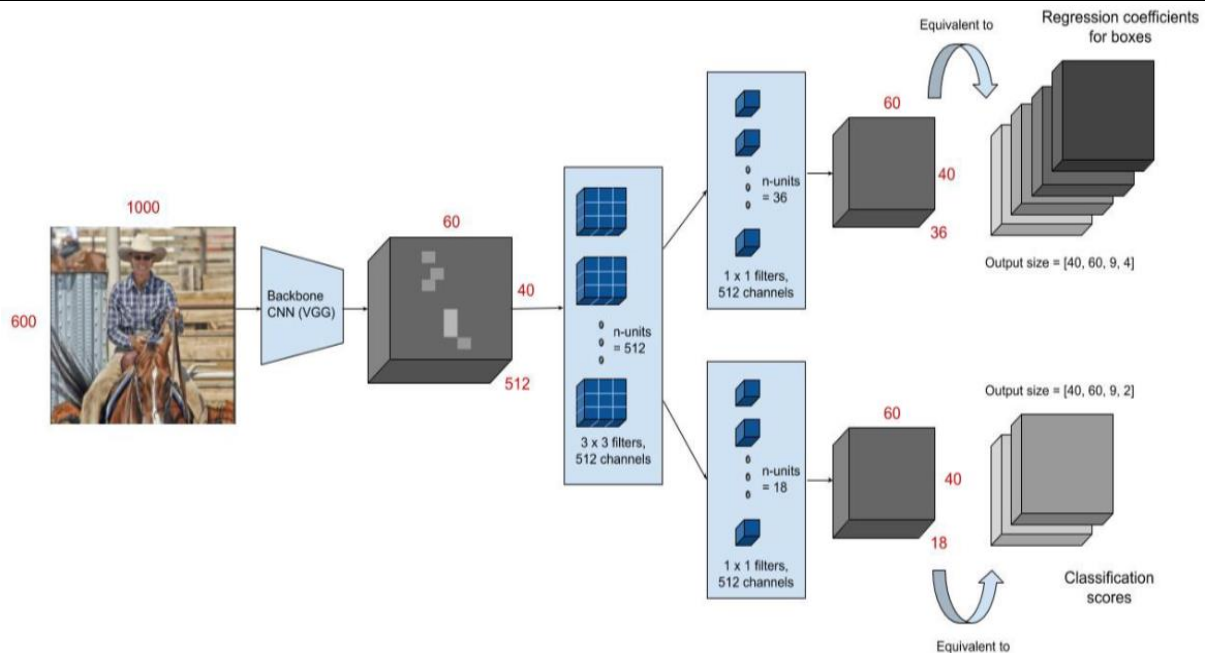 1000
600
Backbone
CNN (VGG)
60
40
512
n-units
= 512
3 x 3 filters,
512 channels
n-units
= 36
1 x 1 filters,
512 channels
60
40
36
Equivalent to
Regression coefficients
for boxes
Output size = [40, 60, 9, 4]
n-units
= 18
1 x 1 filters,
512 channels
60
40
18
Output size = [40, 60, 9, 2]
Classification
scores
Equivalent to